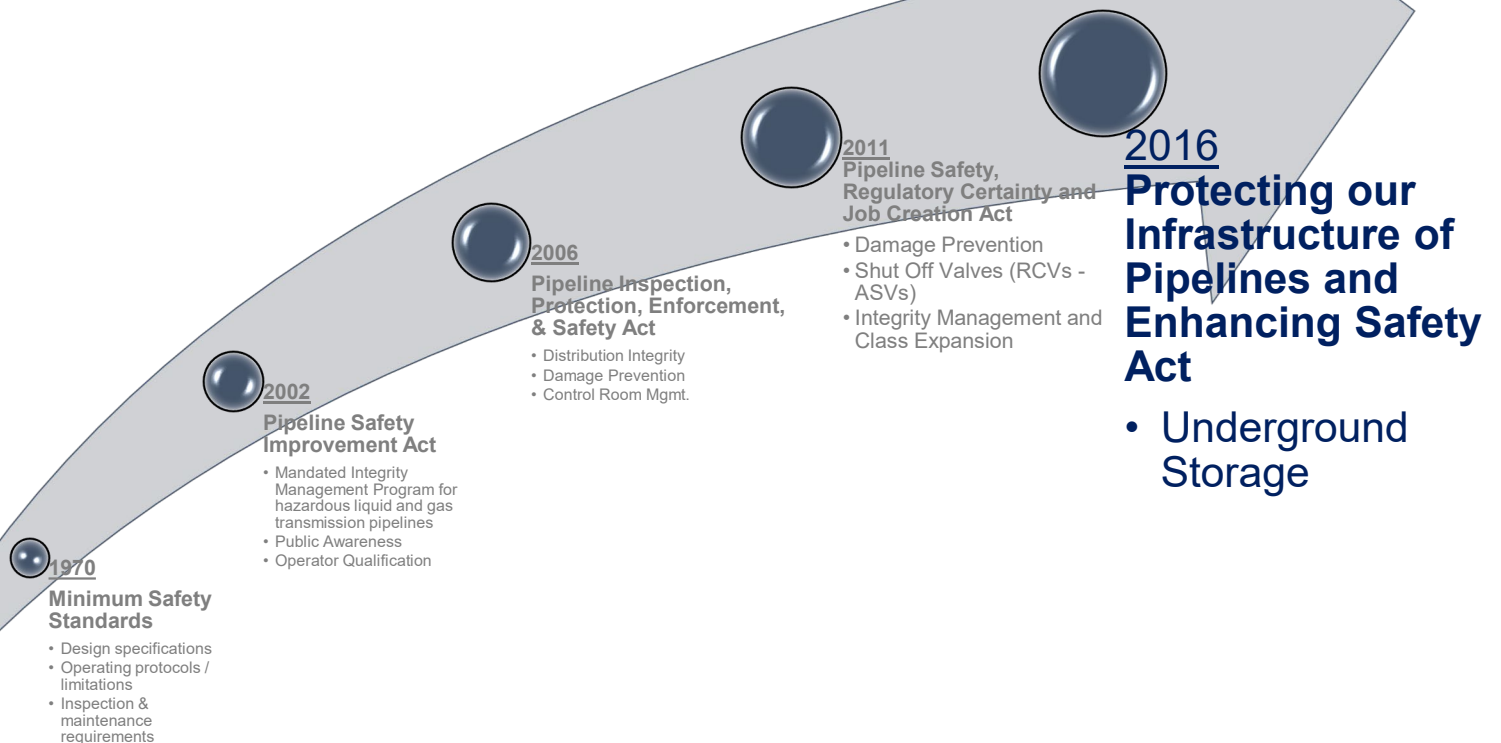 1970
Minimum Safety
Standards
• Design specifications
• Operating protocols /
limitations
• Inspection &
maintenance
requirements
2002
Pipeline Safety
Improvement Act
• Mandated Integrity
Management Program for
hazardous liquid and gas
transmission pipelines
• Public Awareness
• Operator Qualification
2006
Pipeline Inspection,
Protection, Enforcement,
& Safety Act
• Distribution Integrity
• Damage Prevention
• Control Room Mgmt.
2011
Pipeline Safety,
Regulatory Certainty and
Job Creation Act
• Damage Prevention
• Shut Off Valves (RCVs -
ASVs)
• Integrity Management and
Class Expansion
2016
Protecting our
Infrastructure of
Pipelines and
Enhancing Safety
Act
• Underground
Storage